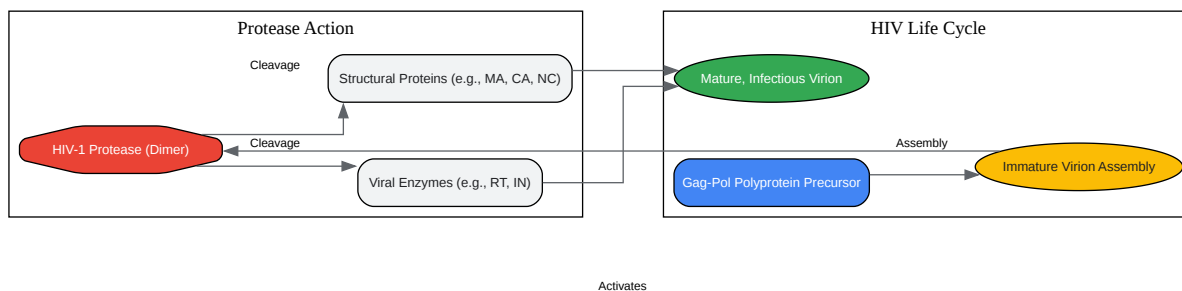 Protease Action
HIV Life Cycle
Cleavage
Structural Proteins (e.g., MA, CA, NC)
Mature, Infectious Virion
HIV-1 Protease (Dimer)
Cleavage
Assembly
Viral Enzymes (e.g., RT, IN)
Gag-Pol Polyprotein Precursor
Immature Virion Assembly
Activates